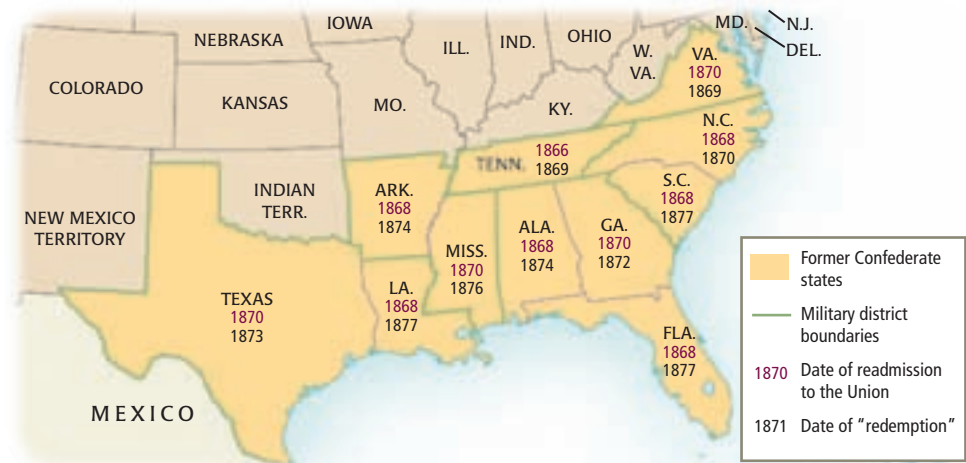 IOWA
NEBRASKA
ILL.
IND.
OHIO
MD.
N.J.
DEL.
W.
VA.
VA.
1870
1869
COLORADO
KANSAS
MO.
KY.
N.C.
1868
1870
TENN.
1866
1869
S.C.
1868
1877
INDIAN
TERR.
ARK.
1868
1874
NEW MEXICO
TERRITORY
MISS.
1870
1876
ALA.
1868
1874
GA.
1870
1872
TEXAS
1870
1873
LA.
1868
1877
FLA.
1868
1877
MEXICO
Former Confederate
states
Military district
boundaries
1870 Date of readmission
to the Union
1871 Date of "redemption"